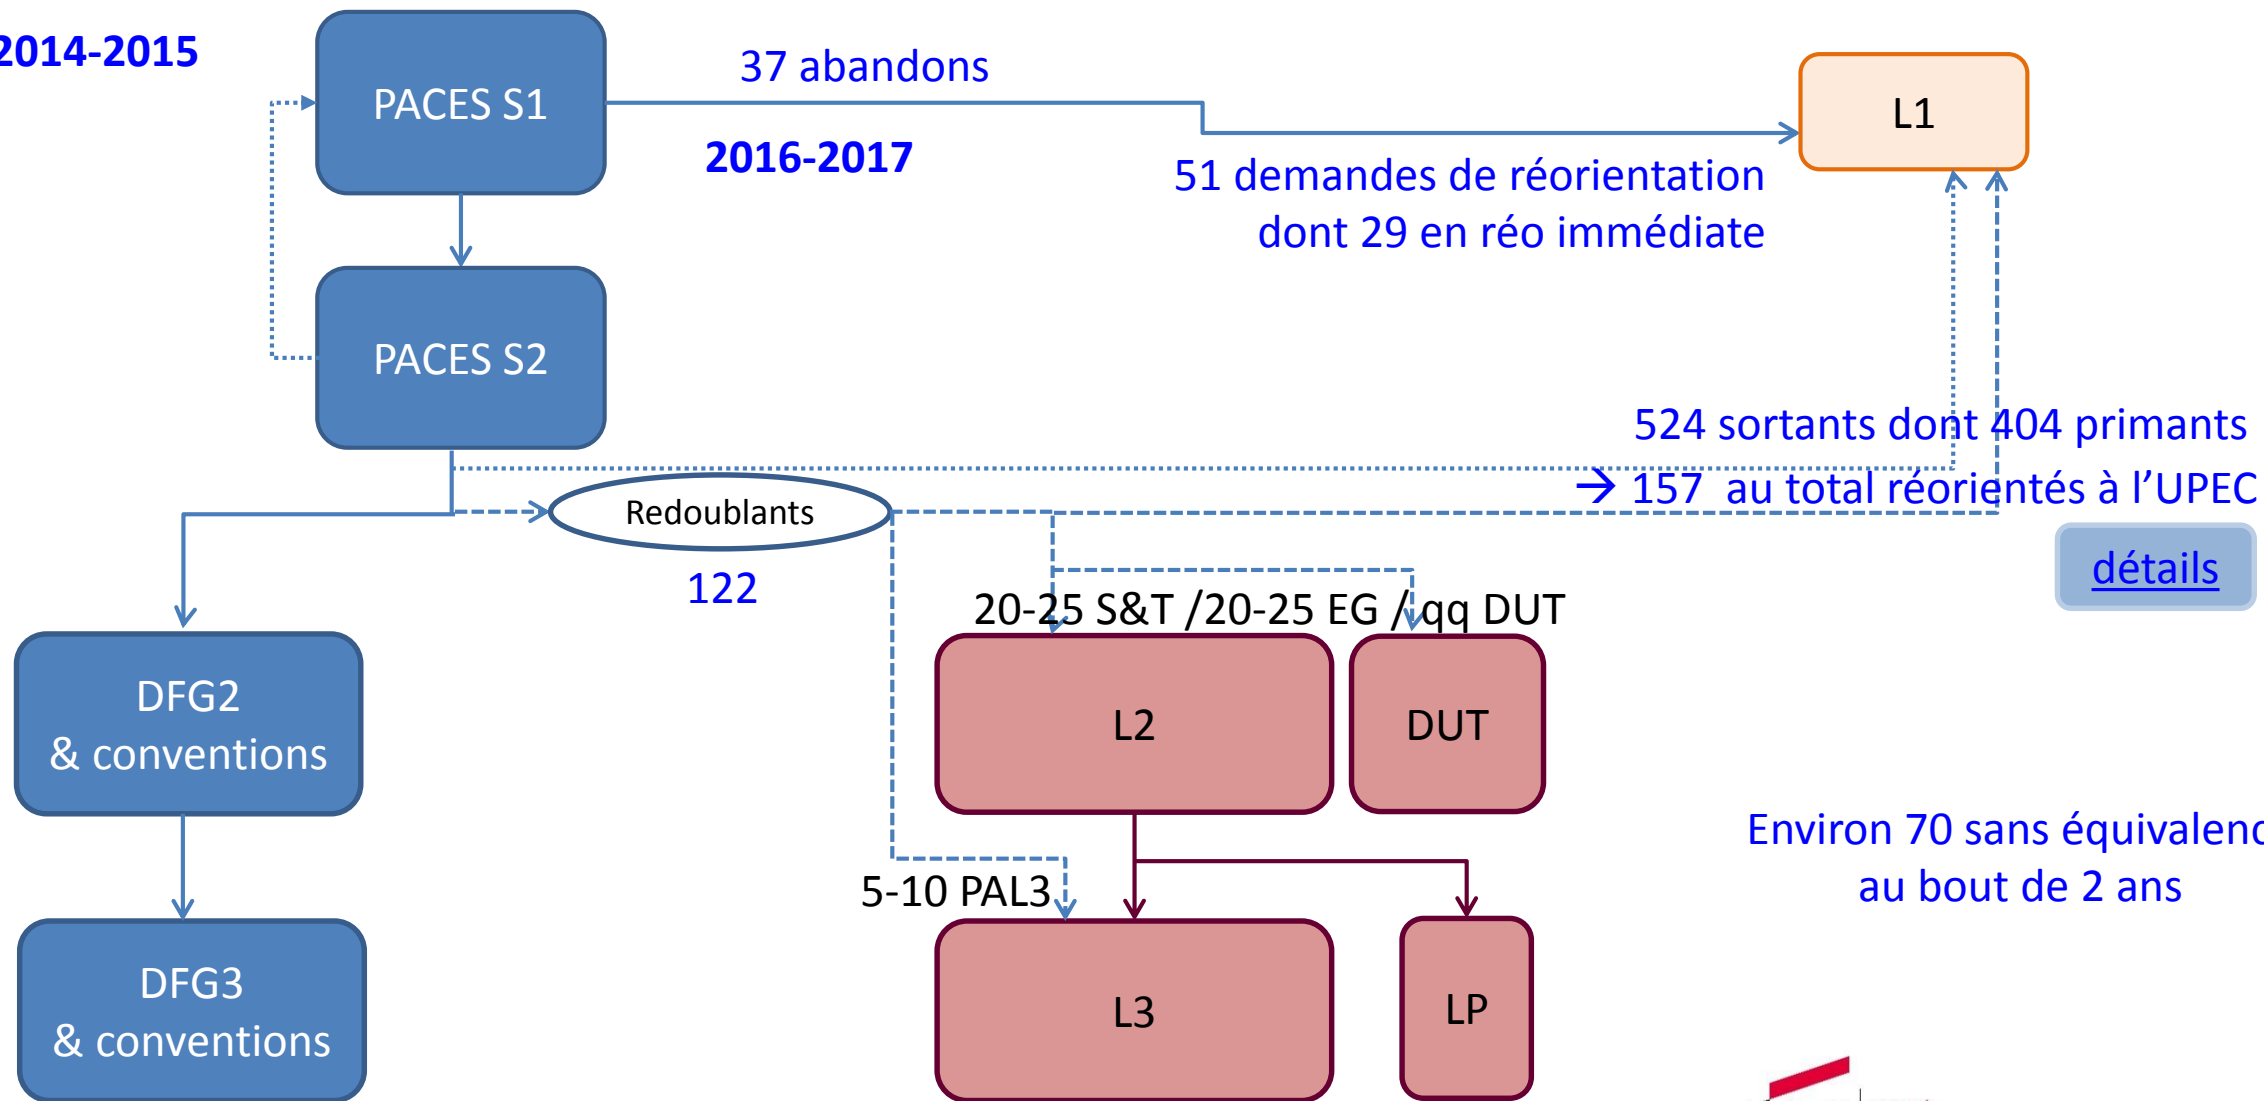 2014-2015
PACES S1
37 abandons
2016-2017
L1
51 demandes de réorientation
dont 29 en réo immédiate
PACES S2
524 sortants dont 404 primants
→ 157 au total réorientés à l'UPEC
Redoublants
122
détails
20-25 S&T /20-25 EG / qq DUT
DFG2
& conventions
L2
DUT
Environ 70 sans
au bout de 2 ans
5-10 PAL3
DFG3
& conventions
L3
LP